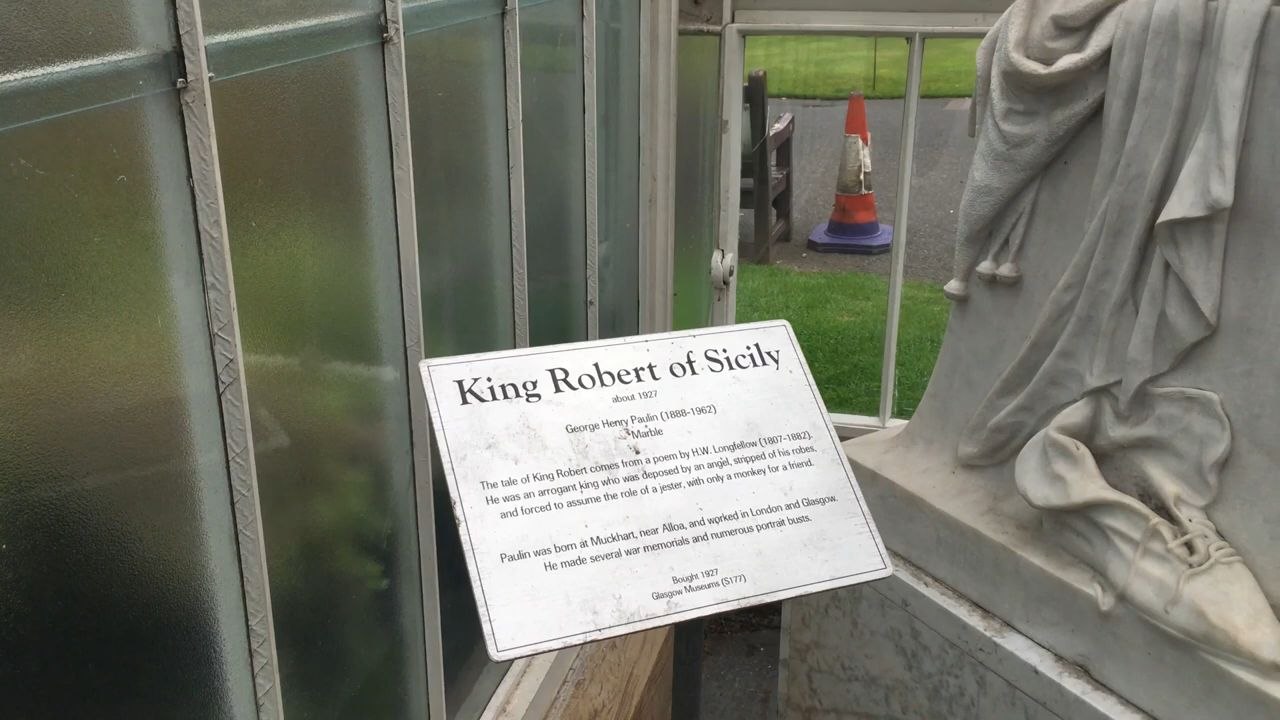 King Robert of Sicily
about 1927
George Henry Paulin (1888-1962)
Marble
The tale of King Robert comes from a poem by H.W. Longfellow (1807-1882).
He was an arrogant king who was deposed by an angel, stripped of his robes,
and forced to assume the role of a jester, with only a monkey for a friend.
Paulin was born at Muckhart, near Alloa, and worked in London and Glasgow.
He made several war memorials and numerous portrait busts.
Bought 1927
Glasgow Museums (S177)